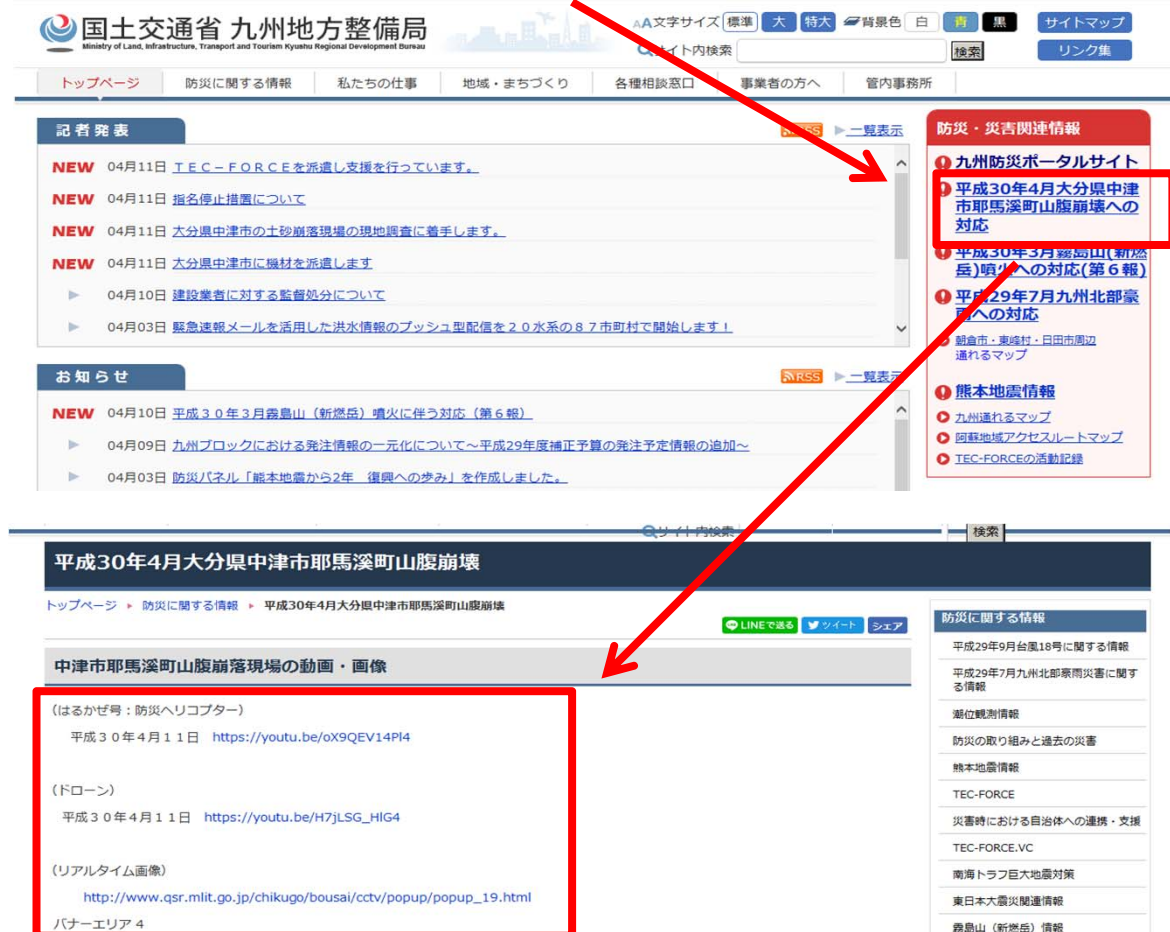 国土交通省 九州地方整備局
Ministry of Land, Infrastructure, Transport and Tourism Kyushu Regional Development Bureau
AA文字サイズ 標準 大 特大 背景色 白 青 黒 サイトマップ
サイト内検索 検索 リンク集
トップページ 防災に関する情報 私たちの仕事 地域・まちづくり 各種相談窓口 事業者の方へ 管内事務所
記者発表 RSS 一覧表示
NEW 04月11日 TEC－FORCEを派遣し支援を行っています。
NEW 04月11日 指名停止措置について
NEW 04月11日 大分県中津市の土砂崩落現場の現地調査に着手します。
NEW 04月11日 大分県中津市に機材を派遣します
04月10日 建設業者に対する監督処分について
04月03日 緊急速報メールを活用した洪水情報のプッシュ型配信を２０水系の８７市町村で開始します！
お知らせ RSS 一覧表示
NEW 04月10日 平成３０年３月霧島山（新燃岳）噴火に伴う対応（第６報）
04月09日 九州ブロックにおける発注情報の一元化について～平成29年度補正予算の発注予定情報の追加～
04月03日 防災パネル「熊本地震から2年 復興への歩み」を作成しました。
防災・災害関連情報
九州防災ポータルサイト
平成30年4月大分県中津
市耶馬溪町山腹崩壊への
対応
平成30年3月霧島山(新燃
岳)噴火への対応(第６報)
平成29年7月九州北部豪
雨への対応
朝倉市・東峰村・日田市周辺
通れるマップ
熊本地震情報
九州通れるマップ
阿蘇地域アクセスルートマップ
TEC-FORCEの活動記録
サイト内検索 検索
平成30年4月大分県中津市耶馬溪町山腹崩壊
トップページ 防災に関する情報 平成30年4月大分県中津市耶馬溪町山腹崩壊
LINEで送る ツイート シェア
中津市耶馬溪町山腹崩落現場の動画・画像
（はるかぜ号：防災ヘリコプター）
平成３０年４月１１日 https://youtu.be/oX9QEV14Pl4
（ドローン）
平成３０年４月１１日 https://youtu.be/H7jLSG_HlG4
（リアルタイム画像）
http://www.qsr.mlit.go.jp/chikugo/bousai/cctv/popup/popup_19.html
バナーエリア４
防災に関する情報
平成29年9月台風18号に関する情報
平成29年7月九州北部豪雨災害に関す
る情報
潮位観測情報
防災の取り組みと過去の災害
熊本地震情報
TEC-FORCE
災害時における自治体への連携・支援
TEC-FORCE.VC
南海トラフ巨大地震対策
東日本大震災関連情報
霧島山（新燃岳）情報